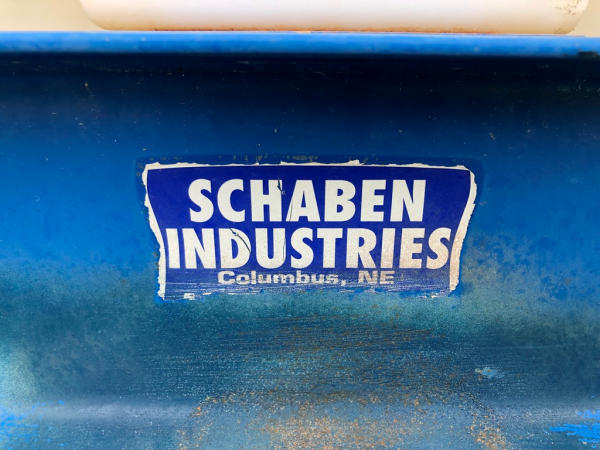 SCHABEN
INDUSTRIES
Columbus, NE